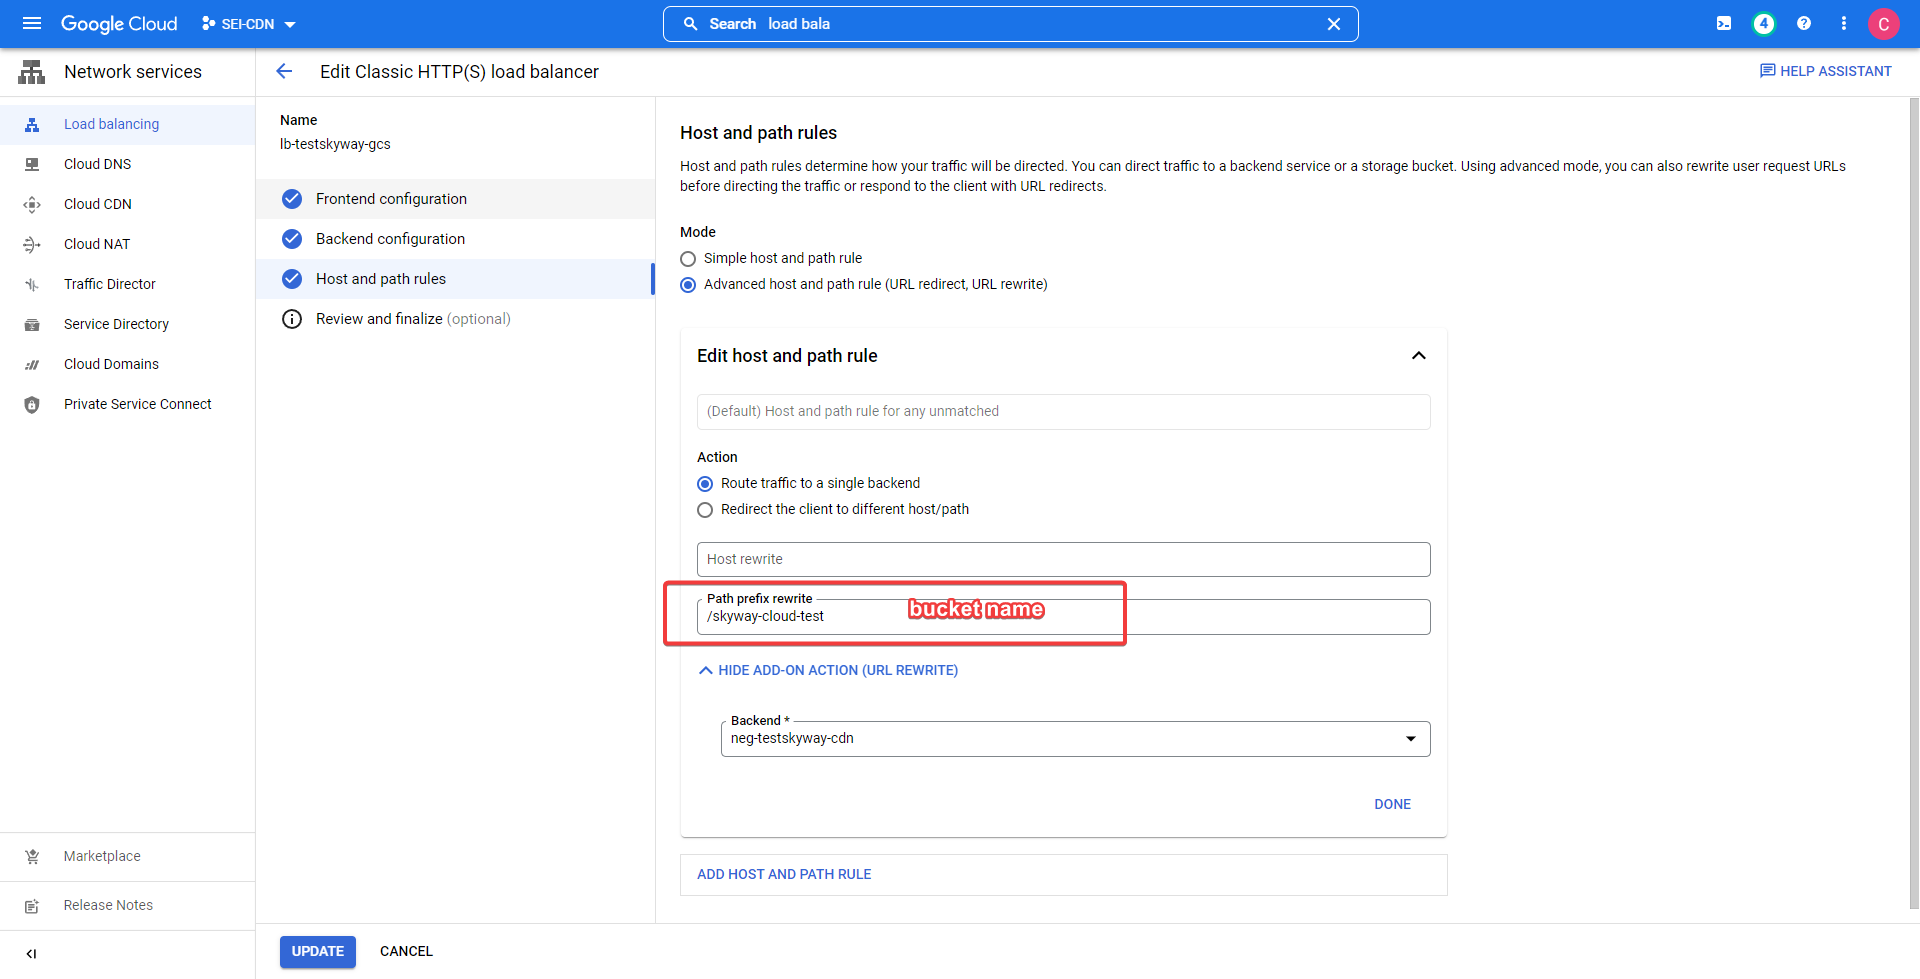 Google Cloud
SEI-CDN
Search load bala
4
C
Network services
Edit Classic HTTP(S) load balancer
HELP ASSISTANT
Load balancing
Cloud DNS
Cloud CDN
Cloud NAT
Traffic Director
Service Directory
Cloud Domains
Private Service Connect
Marketplace
Release Notes
Name
lb-testskyway-gcs
Frontend configuration
Backend configuration
Host and path rules
Review and finalize (optional)
Host and path rules
Host and path rules determine how your traffic will be directed. You can direct traffic to a backend service or a storage bucket. Using advanced mode, you can also rewrite user request URLs
before directing the traffic or respond to the client with URL redirects.
Mode
Simple host and path rule
Advanced host and path rule (URL redirect, URL rewrite)
Edit host and path rule
(Default) Host and path rule for any unmatched
Action
Route traffic to a single backend
Redirect the client to different host/path
Host rewrite
Path prefix rewrite
/skyway-cloud-test
bucket name
HIDE ADD-ON ACTION (URL REWRITE)
Backend *
neg-testskyway-cdn
DONE
ADD HOST AND PATH RULE
UPDATE
CANCEL